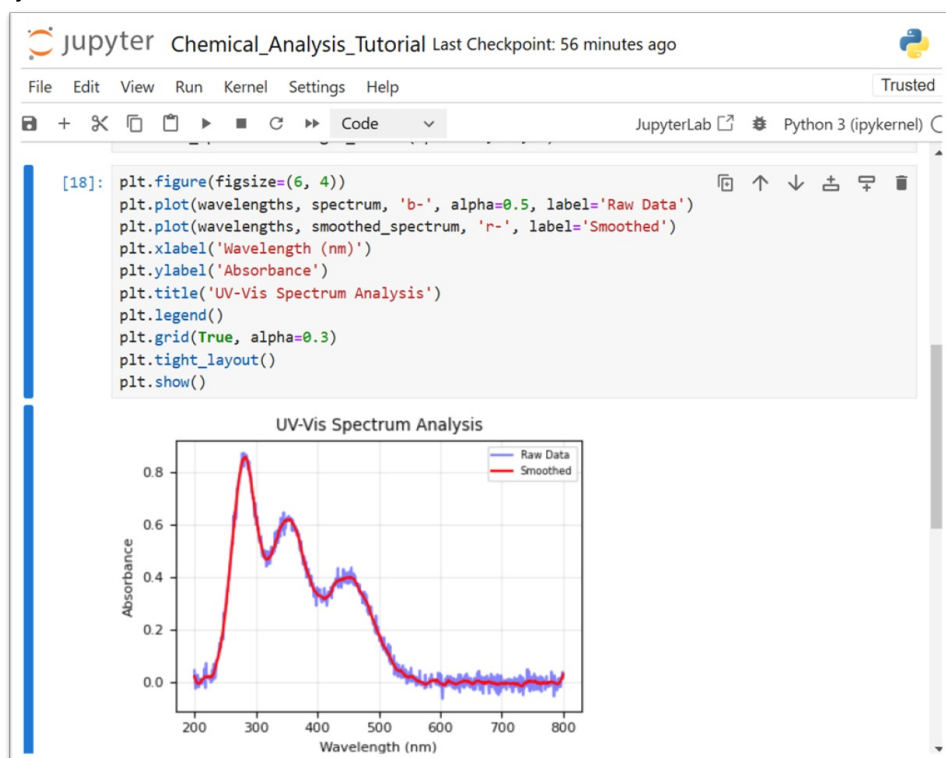 jupyter Chemical_Analysis_Tutorial Last Checkpoint: 56 minutes ago
File Edit View Run Kernel Settings Help Trusted
Code JupyterLab Python 3 (ipykernel)
[18]: plt.figure(figsize=(6, 4))
plt.plot(wavelengths, spectrum, 'b-', alpha=0.5, label='Raw Data')
plt.plot(wavelengths, smoothed_spectrum, 'r-', label='Smoothed')
plt.xlabel('Wavelength (nm)')
plt.ylabel('Absorbance')
plt.title('UV-Vis Spectrum Analysis')
plt.legend()
plt.grid(True, alpha=0.3)
plt.tight_layout()
plt.show()
UV-Vis Spectrum Analysis
Raw Data
Smoothed
Absorbance
0.8
0.6
0.4
0.2
0.0
200 300 400 500 600 700 800
Wavelength (nm)